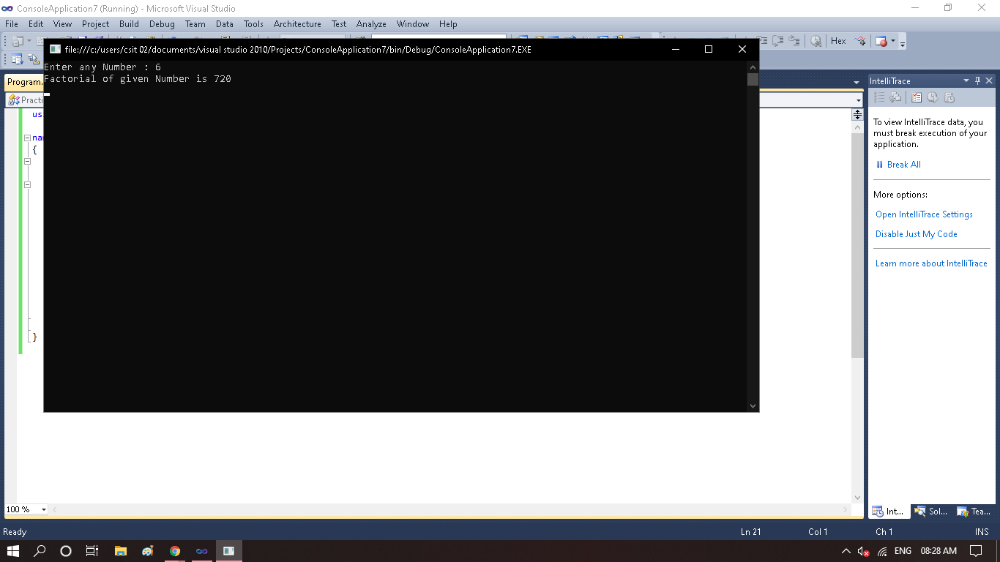 ConsoleApplication7 (Running) - Microsoft Visual Studio
File Edit View Project Build Debug Team Data Tools Architecture Test Analyze Window Help
Hex
file:///c:/users/csit 02/documents/visual studio 2010/Projects/ConsoleApplication7/bin/Debug/ConsoleApplication7.EXE
Enter any Number : 6
Factorial of given Number is 720
Program.
Practi
us
nam
{
}
IntelliTrace
To view IntelliTrace data, you
must break execution of your
application.
Break All
More options:
Open IntelliTrace Settings
Disable Just My Code
Learn more about IntelliTrace
100 %
Int... Sol... Tea...
Ready Ln 21 Col 1 Ch 1 INS
ENG 08:28 AM